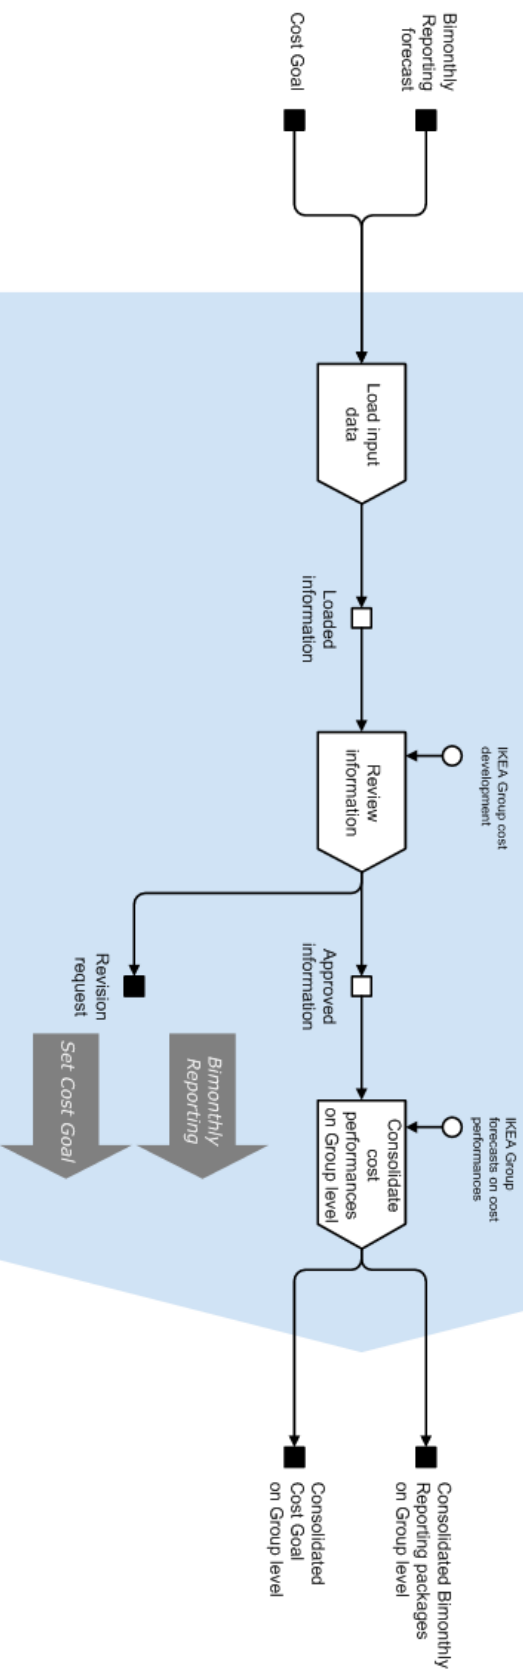 Bimonthly
Reporting
forecast
Cost Goal
Load input
data
Loaded
information
IKEA Group cost
development
Review
information
Approved
information
Revision
request
IKEA Group
forecasts on cost
performances
Consolidate
cost
performances
on Group level
Bimonthly
Reporting
Set Cost Goal
Consolidated Bimonthly
Reporting packages
on Group level
Consolidated
Cost Goal
on Group level